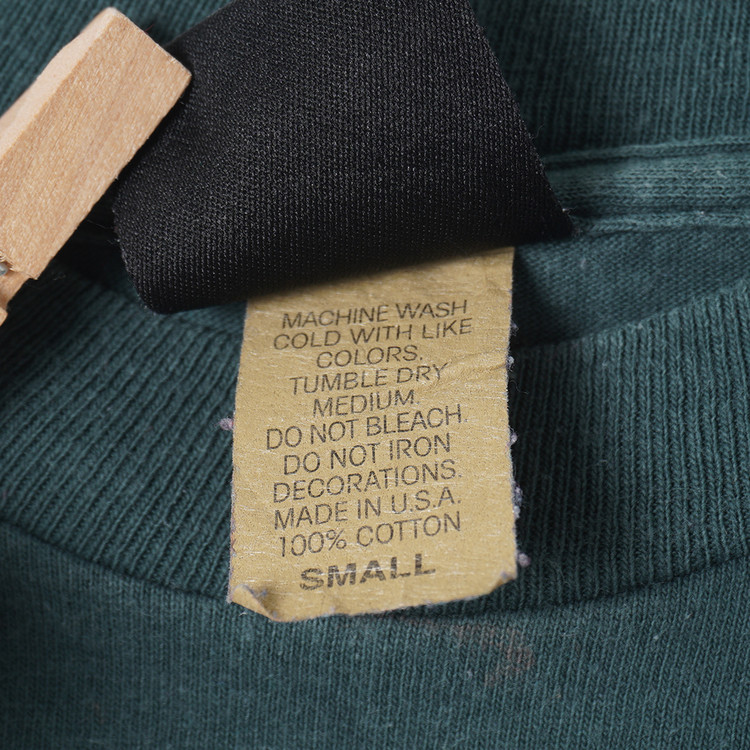 MACHINE WASH
COLD WITH LIKE
COLORS.
TUMBLE DRY
MEDIUM.
DO NOT BLEACH.
DO NOT IRON
DECORATIONS.
MADE IN U.S.A.
100% COTTON
SMALL